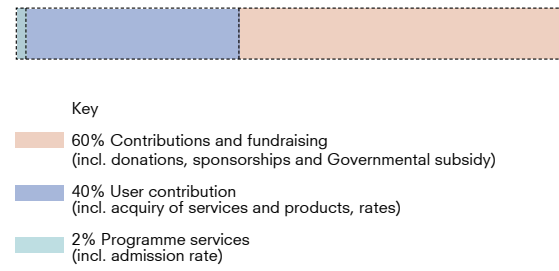 Key
60% Contributions and fundraising
(incl. donations, sponsorships and Governmental subsidy)
40% User contribution
(incl. acquiry of services and products, rates)
2% Programme services
(incl. admission rate)